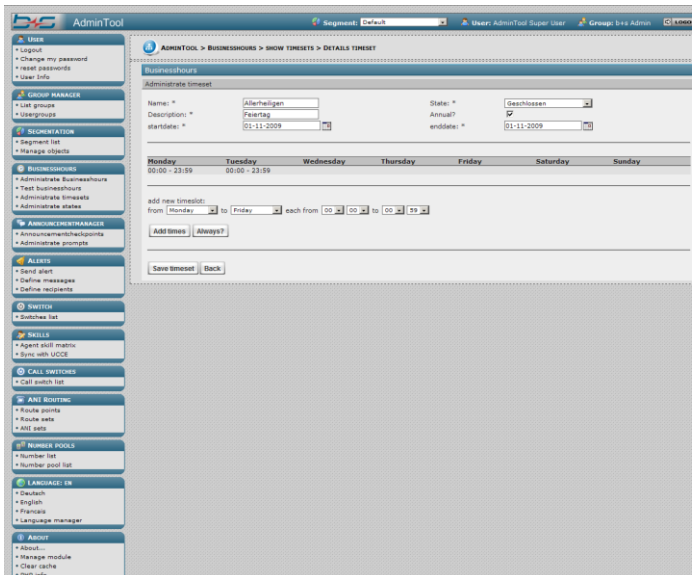 b+s AdminTool
Segment: Default
User: AdminTool Super User
Group: b+s Admin
LOGO
USER
Logout
Change my password
reset passwords
User Info
GROUP MANAGER
List groups
Usergroups
SEGMENTATION
Segment list
Manage objects
BUSINESSHOURS
Administrate Businesshours
Test businesshours
Administrate timesets
Administrate states
ANNOUNCEMENTMANAGER
Announcementcheckpoints
Administrate prompts
ALERTS
Send alert
Define messages
Define recipients
SWITCH
Switches list
SKILLS
Agent skill matrix
Sync with UCCE
CALL SWITCHES
Call switch list
ANI ROUTING
Route points
Route sets
ANI sets
NUMBER POOLS
Number list
Number pool list
LANGUAGE: EN
Deutsch
English
Francais
Language manager
ABOUT
About...
Manage module
Clear cache
PHP info
ADMINTOOL > BUSINESSHOURS > SHOW TIMESETS > DETAILS TIMESET
Businesshours
Administrate timeset
Name: * Allerheiligen State: * Geschlossen
Description: * Feiertag Annual?
startdate: * 01-11-2009 enddate: * 01-11-2009
Monday Tuesday Wednesday Thursday Friday Saturday Sunday
00:00 - 23:59 00:00 - 23:59
add new timeslot:
from Monday to Friday each from 00 00 to 00 59
Add times Always?
Save timeset Back